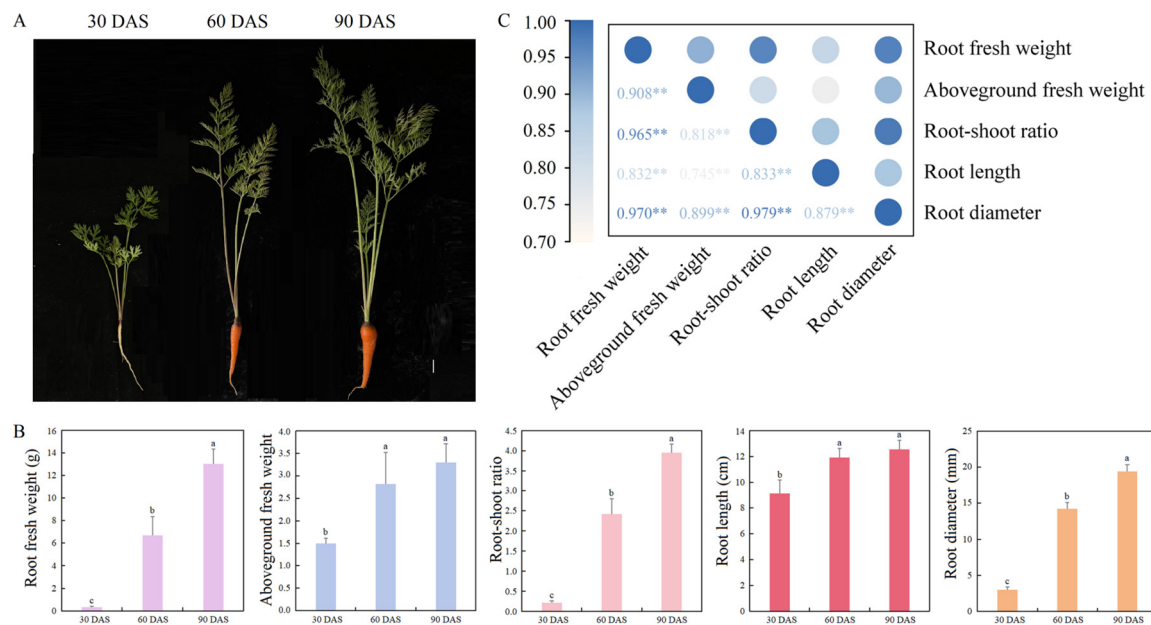 A
30 DAS
60 DAS
90 DAS
C
1.00
0.95
0.90
0.85
0.80
0.75
0.70
Root fresh weight
0.908** Aboveground fresh weight
0.965** 0.818** Root-shoot ratio
0.832** 0.745** 0.833** Root length
0.970** 0.899** 0.979** 0.879** Root diameter
Root fresh weight
Aboveground fresh weight
Root-shoot ratio
Root length
Root diameter
B
Root fresh weight (g)
16
14
12
10
8
6
4
2
0
c
b
a
30 DAS 60 DAS 90 DAS
Aboveground fresh weight
4.0
3.5
3.0
2.5
2.0
1.5
1.0
0.5
0.0
b
a
a
30 DAS 60 DAS 90 DAS
Root-shoot ratio
4.5
4.0
3.5
3.0
2.5
2.0
1.5
1.0
0.5
0.0
c
b
a
30 DAS 60 DAS 90 DAS
Root length (cm)
14
12
10
8
6
4
2
0
b
a
a
30 DAS 60 DAS 90 DAS
Root diameter (mm)
25
20
15
10
5
0
c
b
a
30 DAS 60 DAS 90 DAS